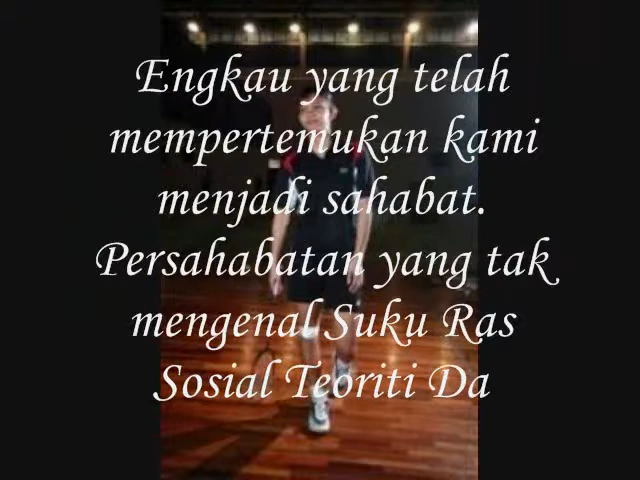 Engkau yang telah
mempertemukan kami
menjadi sahabat.
Persahabatan yang tak
mengenal Suku Ras
Sosial Teoriti Da